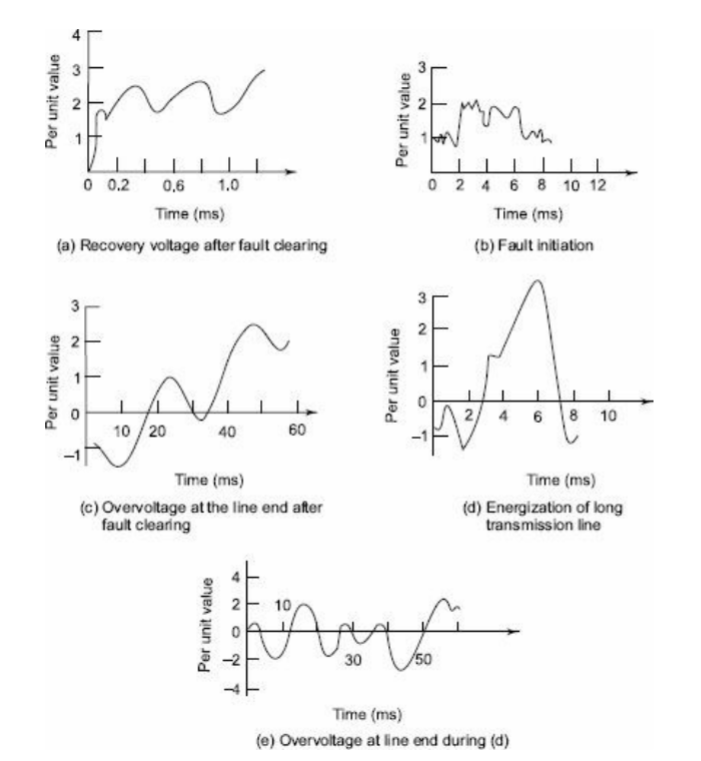 4
3
2
1
Per unit value
0 0.2 0.6 1.0
Time (ms)
(a) Recovery voltage after fault clearing
3
2
1
Per unit value
0 2 4 6 8 10 12
Time (ms)
(b) Fault initiation
3
2
1
0
−1
Per unit value
10 20 40 60
Time (ms)
(c) Overvoltage at the line end after
fault clearing
3
2
1
0
−1
Per unit value
2 4 6 8 10
Time (ms)
(d) Energization of long
transmission line
4
2
0
−2
−4
Per unit value
10
30
50
Time (ms)
(e) Overvoltage at line end during (d)